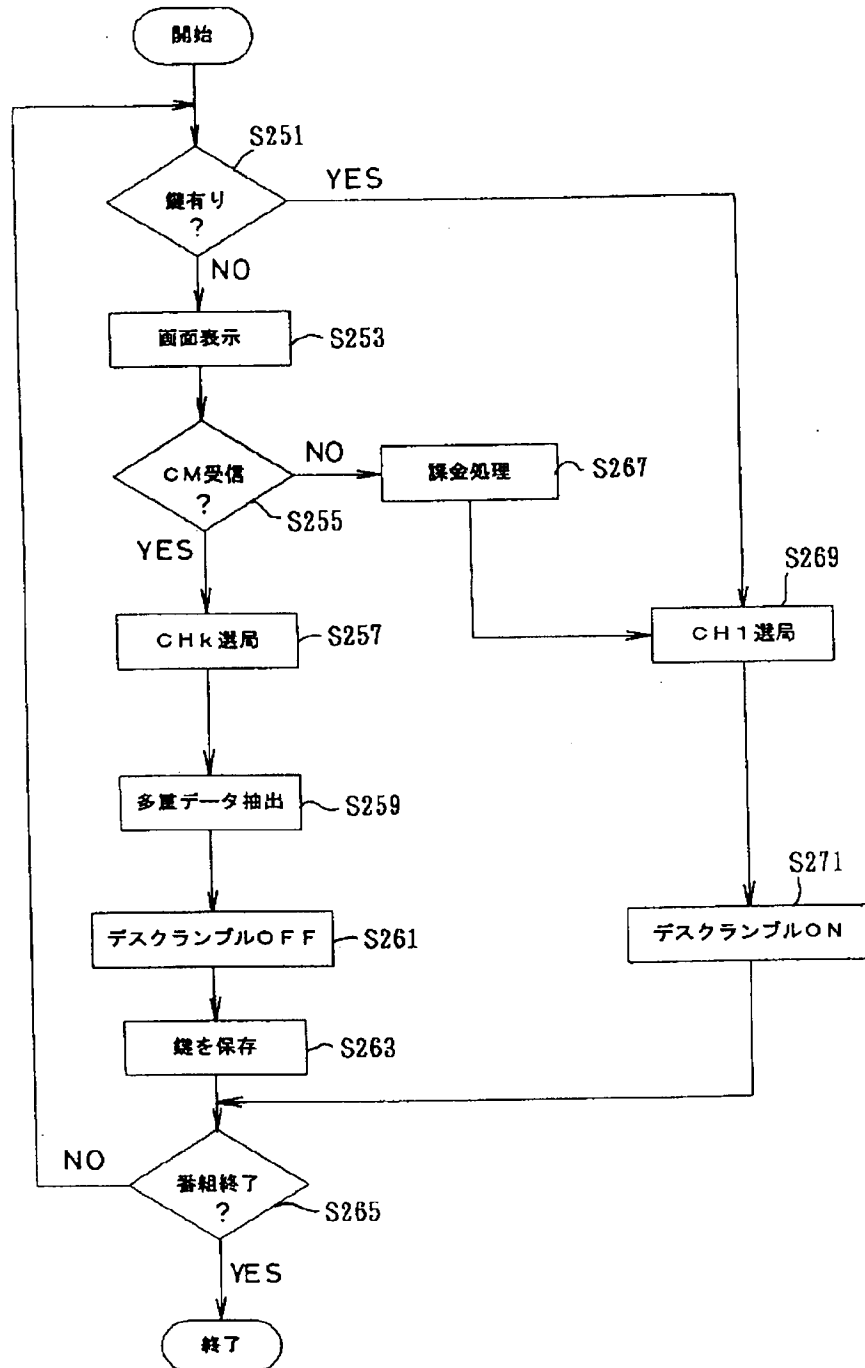 開始
S251
鍵有り
?
YES
NO
画面表示
S253
CM受信
?
NO
課金処理
S267
S255
YES
S269
CHk選局
S257
CH1選局
多重データ抽出
S259
S271
デスクランブルOFF
S261
デスクランブルON
鍵を保存
S263
NO
番組終了
?
S265
YES
終了